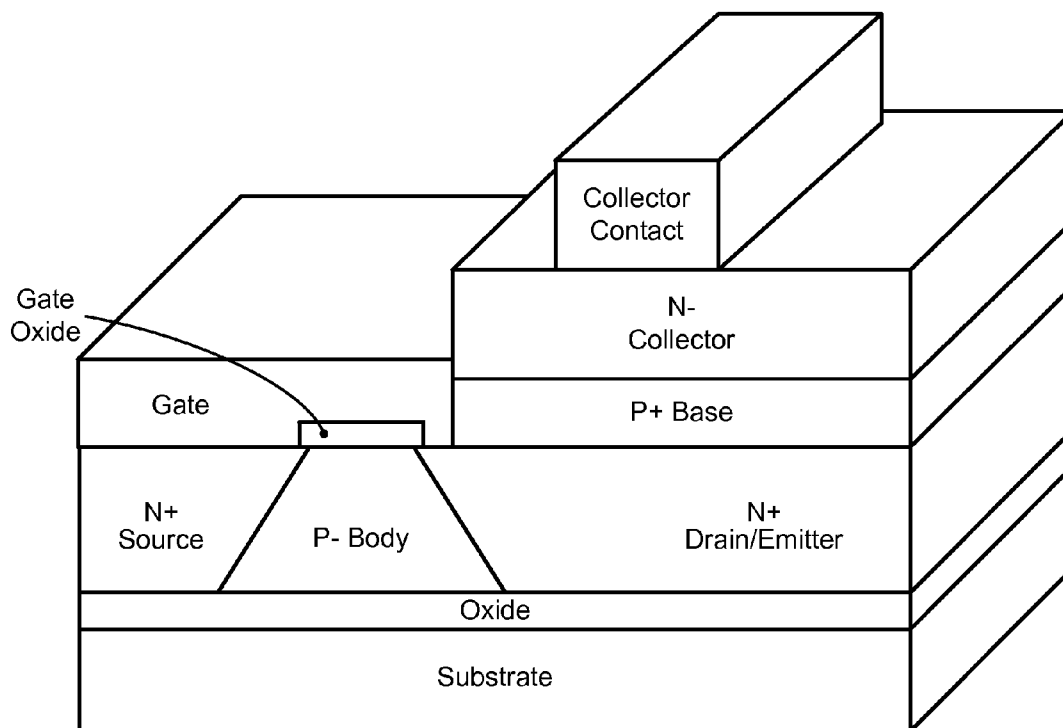 Collector
Contact
Gate
Oxide
N-
Collector
Gate
P+ Base
N+
Source
P- Body
N+
Drain/Emitter
Oxide
Substrate